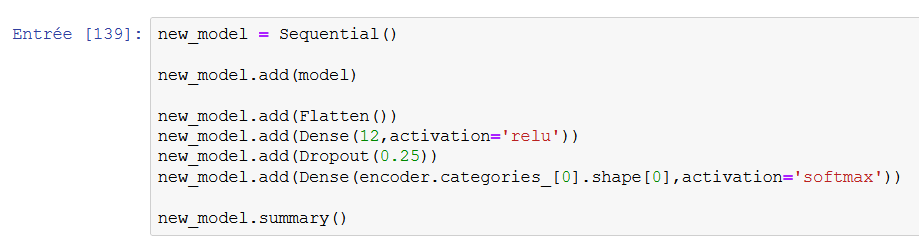 Entrée [139]: new_model = Sequential()
new_model.add(model)
new_model.add(Flatten())
new_model.add(Dense(12,activation='relu'))
new_model.add(Dropout(0.25))
new_model.add(Dense(encoder.categories_[0].shape[0],activation='softmax'))
new_model.summary()